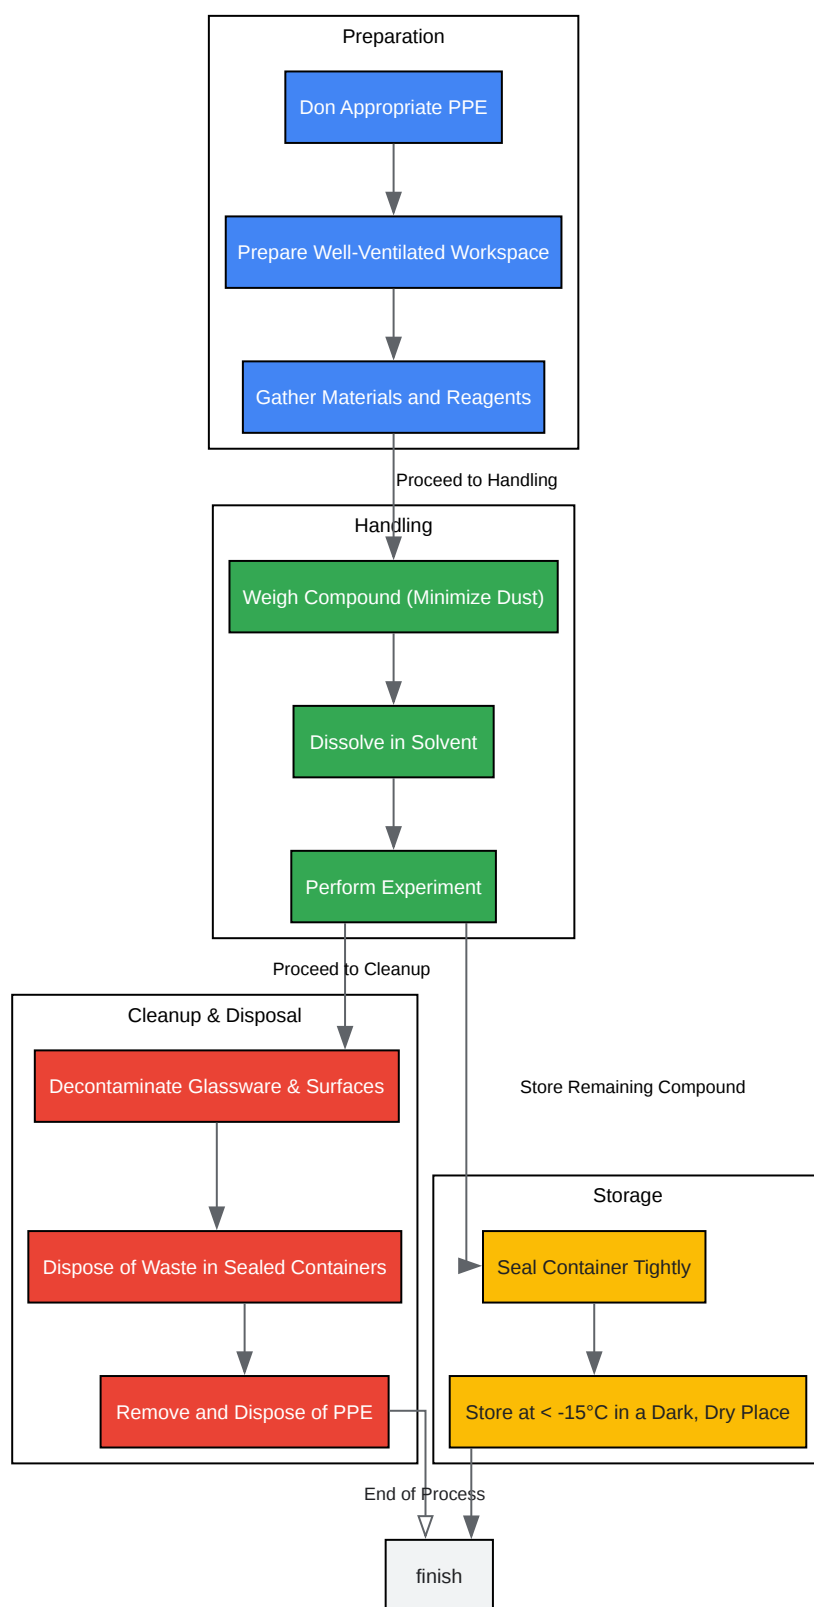 Preparation
Don Appropriate PPE
Prepare Well-Ventilated Workspace
Gather Materials and Reagents
Proceed to Handling
Handling
Weigh Compound (Minimize Dust)
Dissolve in Solvent
Perform Experiment
Proceed to Cleanup
Cleanup & Disposal
Decontaminate Glassware & Surfaces
Store Remaining Compound
Storage
Dispose of Waste in Sealed Containers
Seal Container Tightly
Remove and Dispose of PPE
Store at < -15°C in a Dark, Dry Place
End of Process
finish